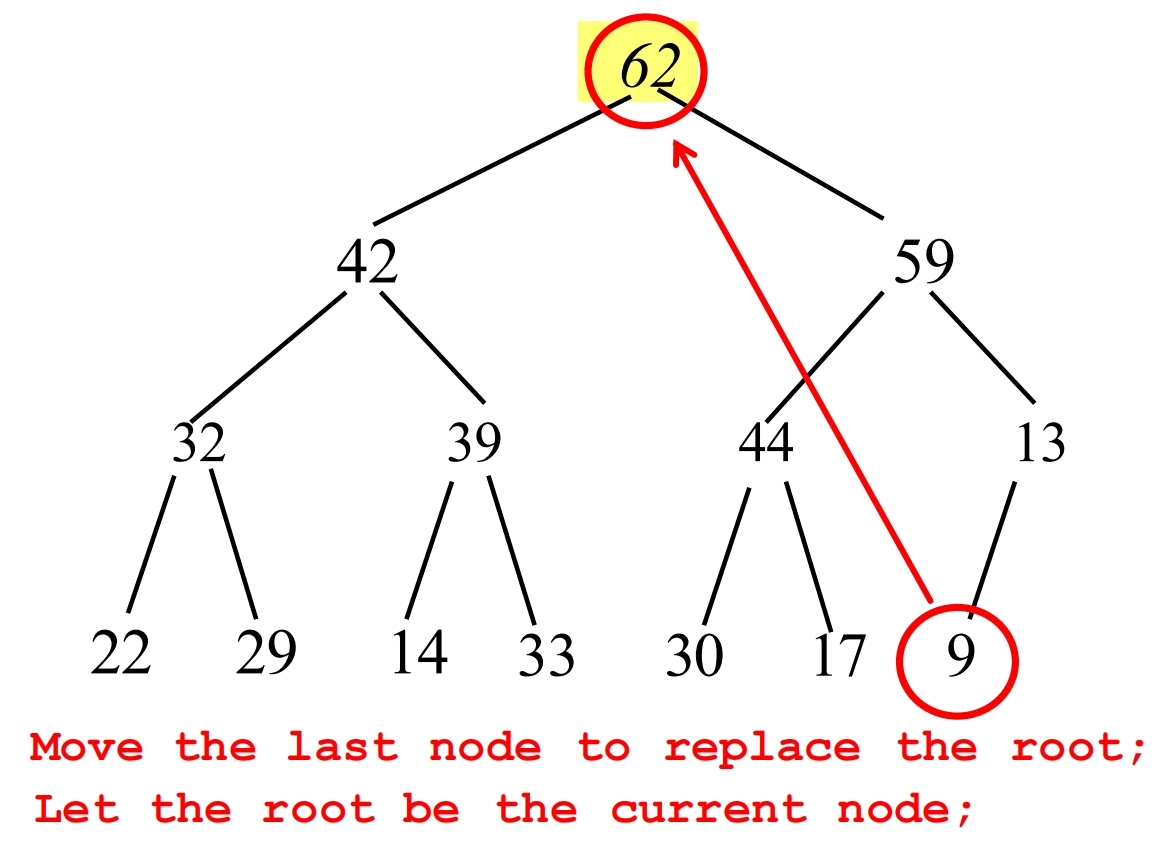 62
42 59
32 39 44 13
22 29 14 33 30 17 9
Move the last node to replace the root;
Let the root be the current node;